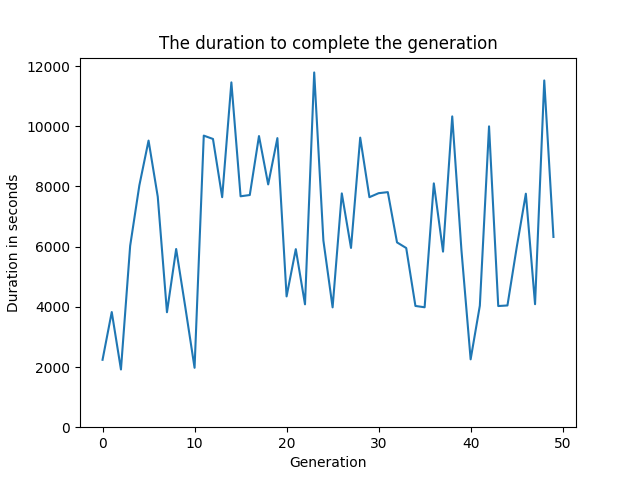 The duration to complete the generation
12000
10000
8000
6000
4000
2000
0
Duration in seconds
0 10 20 30 40 50
Generation